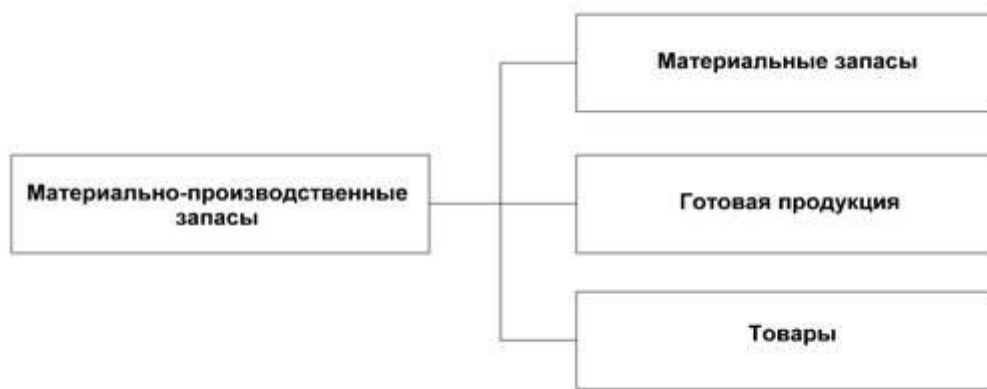 Материальные запасы
Материально-производственные
запасы
Готовая продукция
Товары